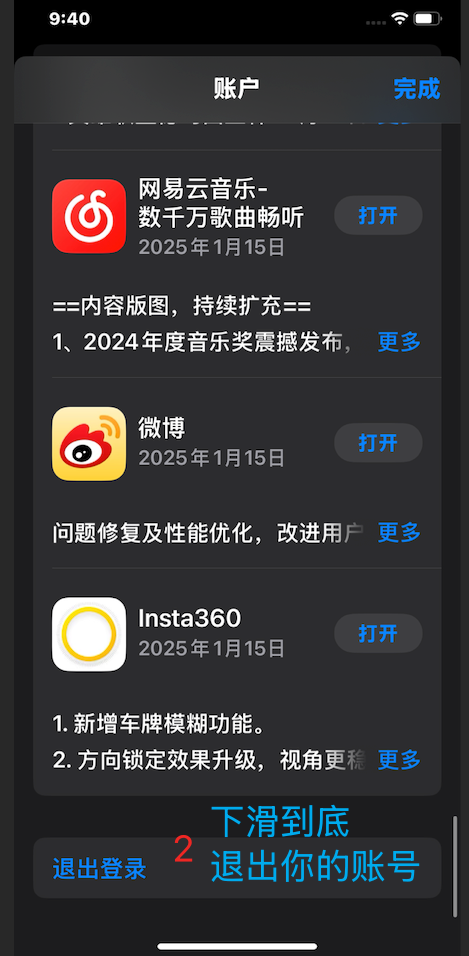 9:40
账户
完成
更多
网易云音乐-
数千万歌曲畅听
2025年1月15日
打开
==内容版图，持续扩充==
1、2024年度音乐奖震撼发布，
更多
微博
2025年1月15日
打开
问题修复及性能优化，改进用户
更多
Insta360
2025年1月15日
打开
1. 新增车牌模糊功能。
2. 方向锁定效果升级，视角更稳
更多
下滑到底
2
退出你的账号
退出登录